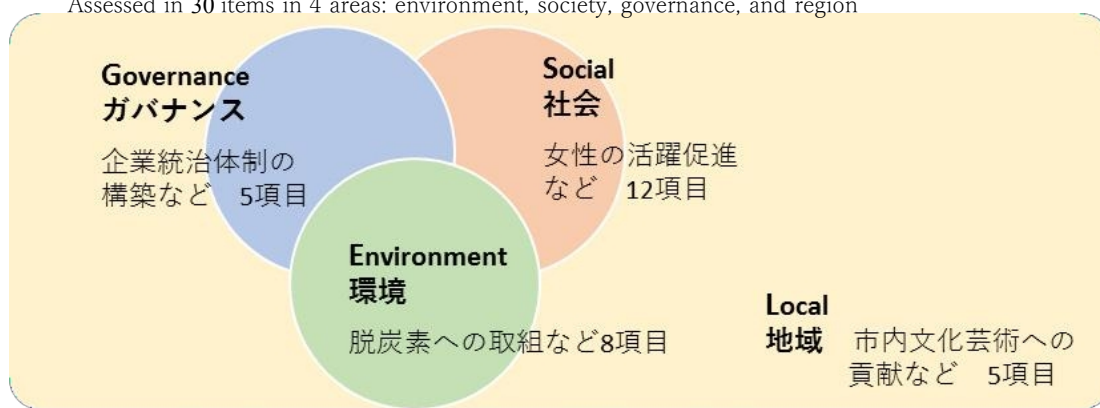 Assessed in 30 items in 4 areas: environment, society, governance, and region
Governance
ガバナンス
企業統治体制の
構築など 5項目
Social
社会
女性の活躍促進
など 12項目
Environment
環境
脱炭素への取組など8項目
Local
地域 市内文化芸術への
貢献など 5項目